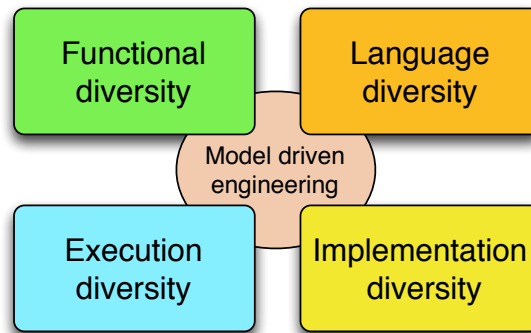 Functional
diversity
Language
diversity
Model driven
engineering
Execution
diversity
Implementation
diversity